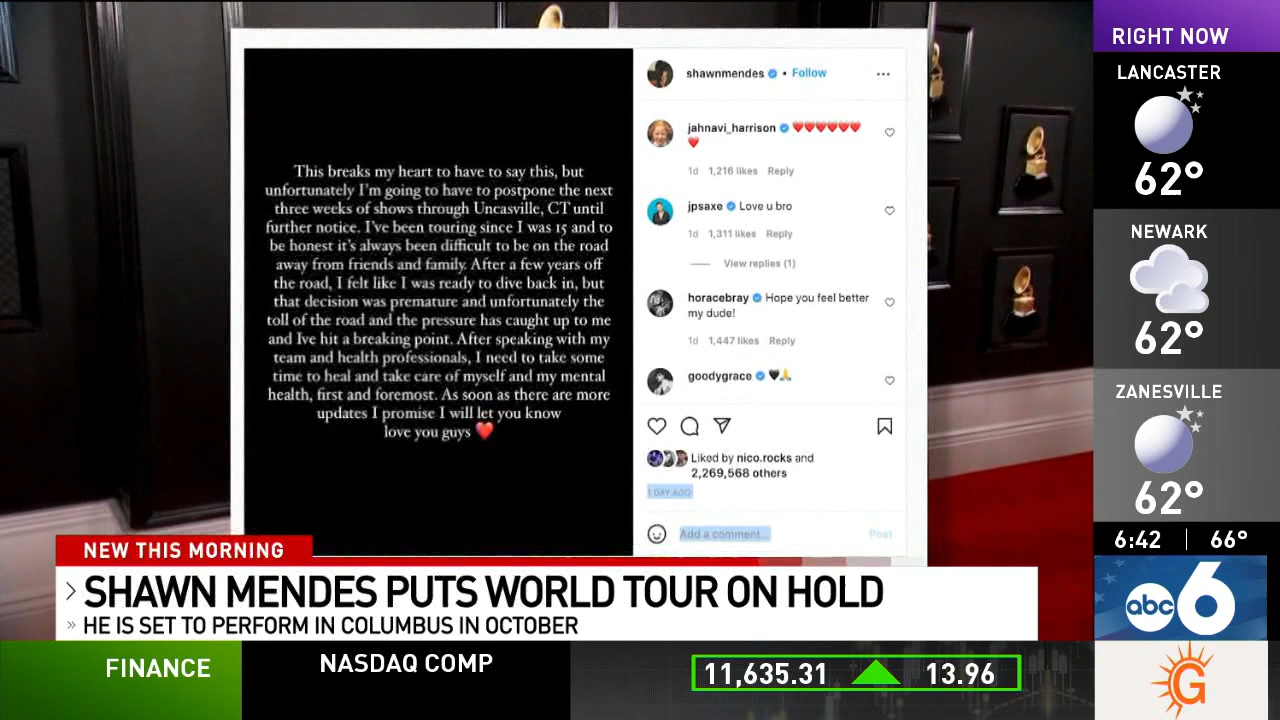 shawnmendes • Follow
jahnavi_harrison ❤️❤️❤️❤️❤️❤️
❤️
1d 1,216 likes Reply
jpsaxe Love u bro
1d 1,311 likes Reply
View replies (1)
horacebray Hope you feel better
my dude!
1d 1,447 likes Reply
goodygrace 🖤🙏
Liked by nico.rocks and
2,269,568 others
1 DAY AGO
Add a comment...
Post
This breaks my heart to have to say this, but
unfortunately I'm going to have to postpone the next
three weeks of shows through Uncasville, CT until
further notice. I've been touring since I was 15 and to
be honest it's always been difficult to be on the road
away from friends and family. After a few years off
the road, I felt like I was ready to dive back in, but
that decision was premature and unfortunately the
toll of the road and the pressure has caught up to me
and Ive hit a breaking point. After speaking with my
team and health professionals, I need to take some
time to heal and take care of myself and my mental
health, first and foremost. As soon as there are more
updates I promise I will let you know
love you guys ❤️
NEW THIS MORNING
SHAWN MENDES PUTS WORLD TOUR ON HOLD
HE IS SET TO PERFORM IN COLUMBUS IN OCTOBER
FINANCE
NASDAQ COMP
11,635.31 13.96
RIGHT NOW
LANCASTER
62°
NEWARK
62°
ZANESVILLE
62°
6:42 66°
abc 6
G